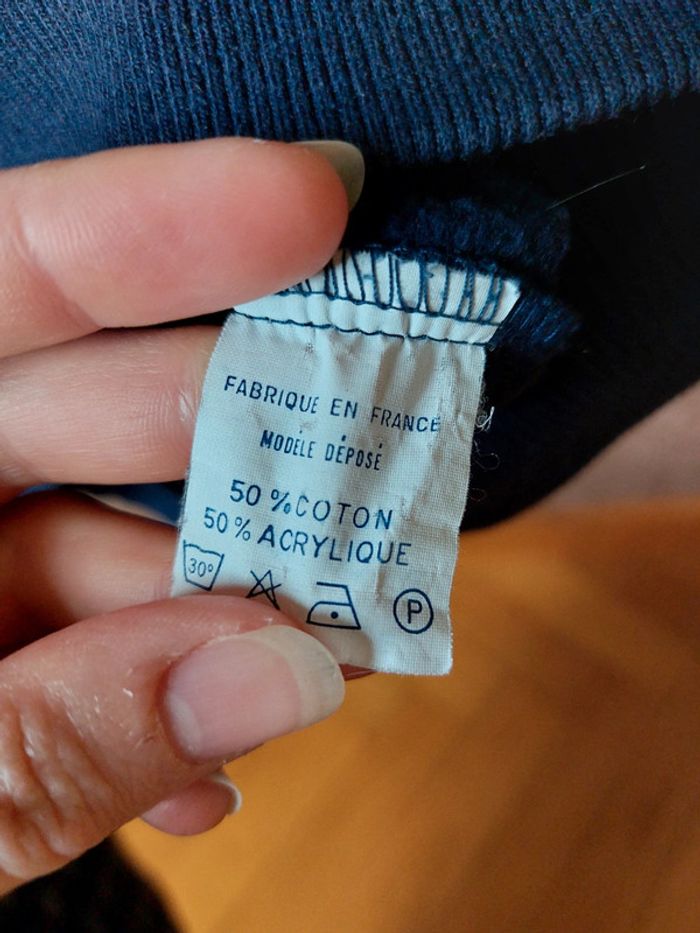 FABRIQUE EN FRANCE
MODÈLE DÉPOSÉ
50 % COTON
50 % ACRYLIQUE
30°
P